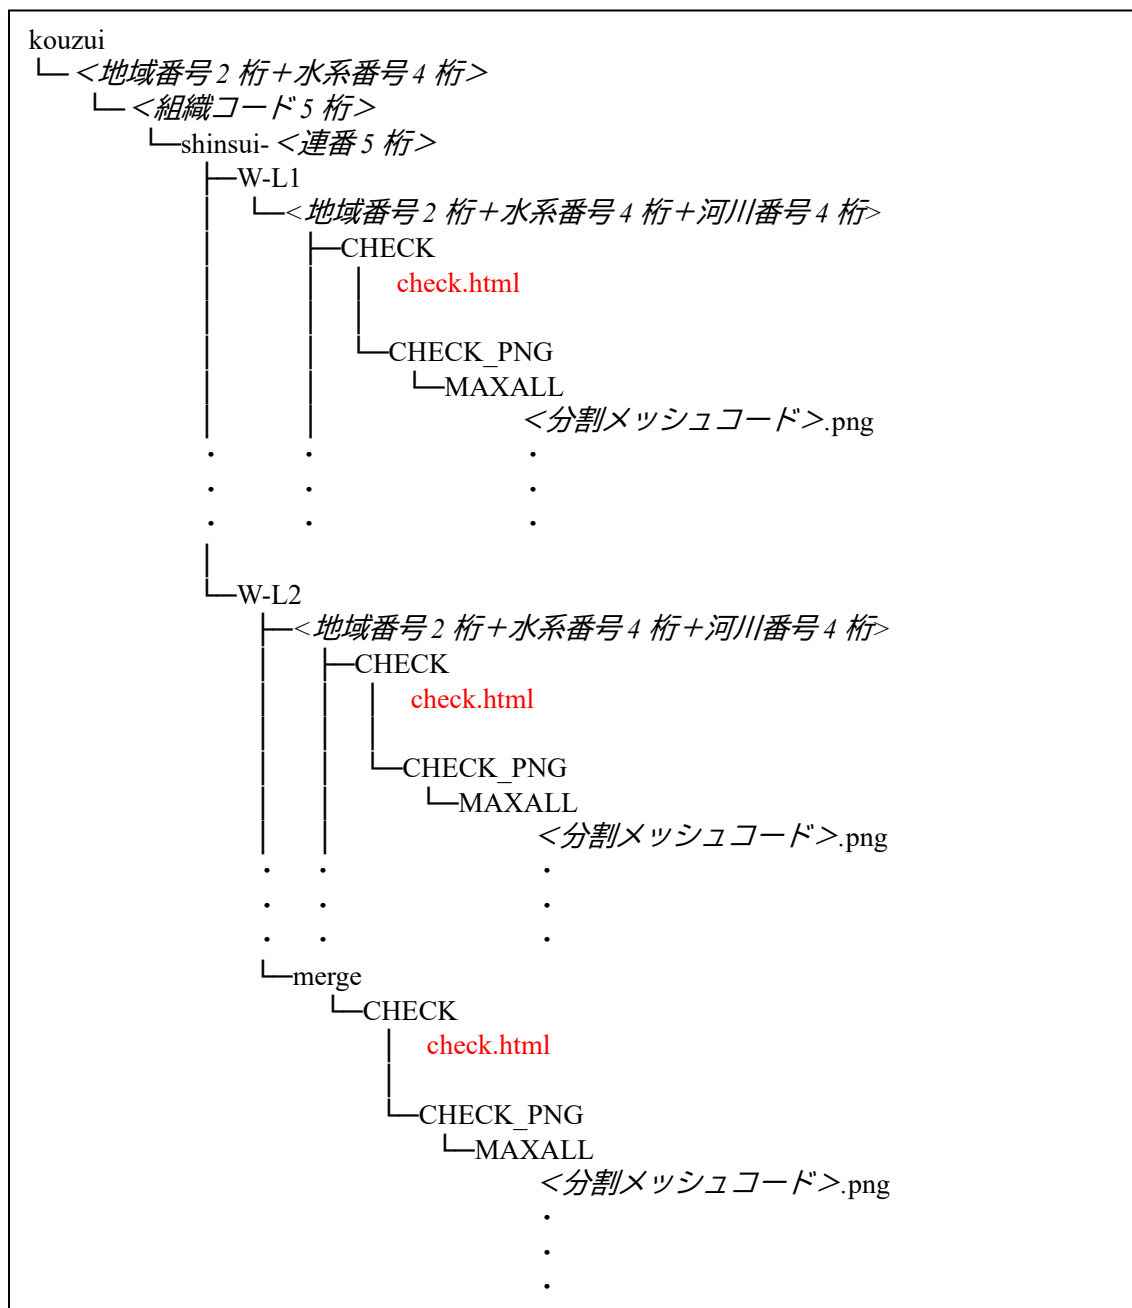 kouzui
└─<地域番号2桁+水系番号4桁>
└─<組織コード5桁>
└─shinsui-<連番5桁>
├─W-L1
│ └─<地域番号2桁+水系番号4桁+河川番号4桁>
│ ├─CHECK
│ │ │ check.html
│ │ │
│ │ └─CHECK_PNG
│ │ └─MAXALL
│ │ <分割メッシュコード>.png
・ ・ ・
・ ・ ・
・ ・ ・
│
└─W-L2
├─<地域番号2桁+水系番号4桁+河川番号4桁>
│ ├─CHECK
│ │ │ check.html
│ │ │
│ │ └─CHECK_PNG
│ │ └─MAXALL
│ │ <分割メッシュコード>.png
・ ・ ・
・ ・ ・
・ ・ ・
└─merge
└─CHECK
│ check.html
│
└─CHECK_PNG
└─MAXALL
<分割メッシュコード>.png
・
・
・